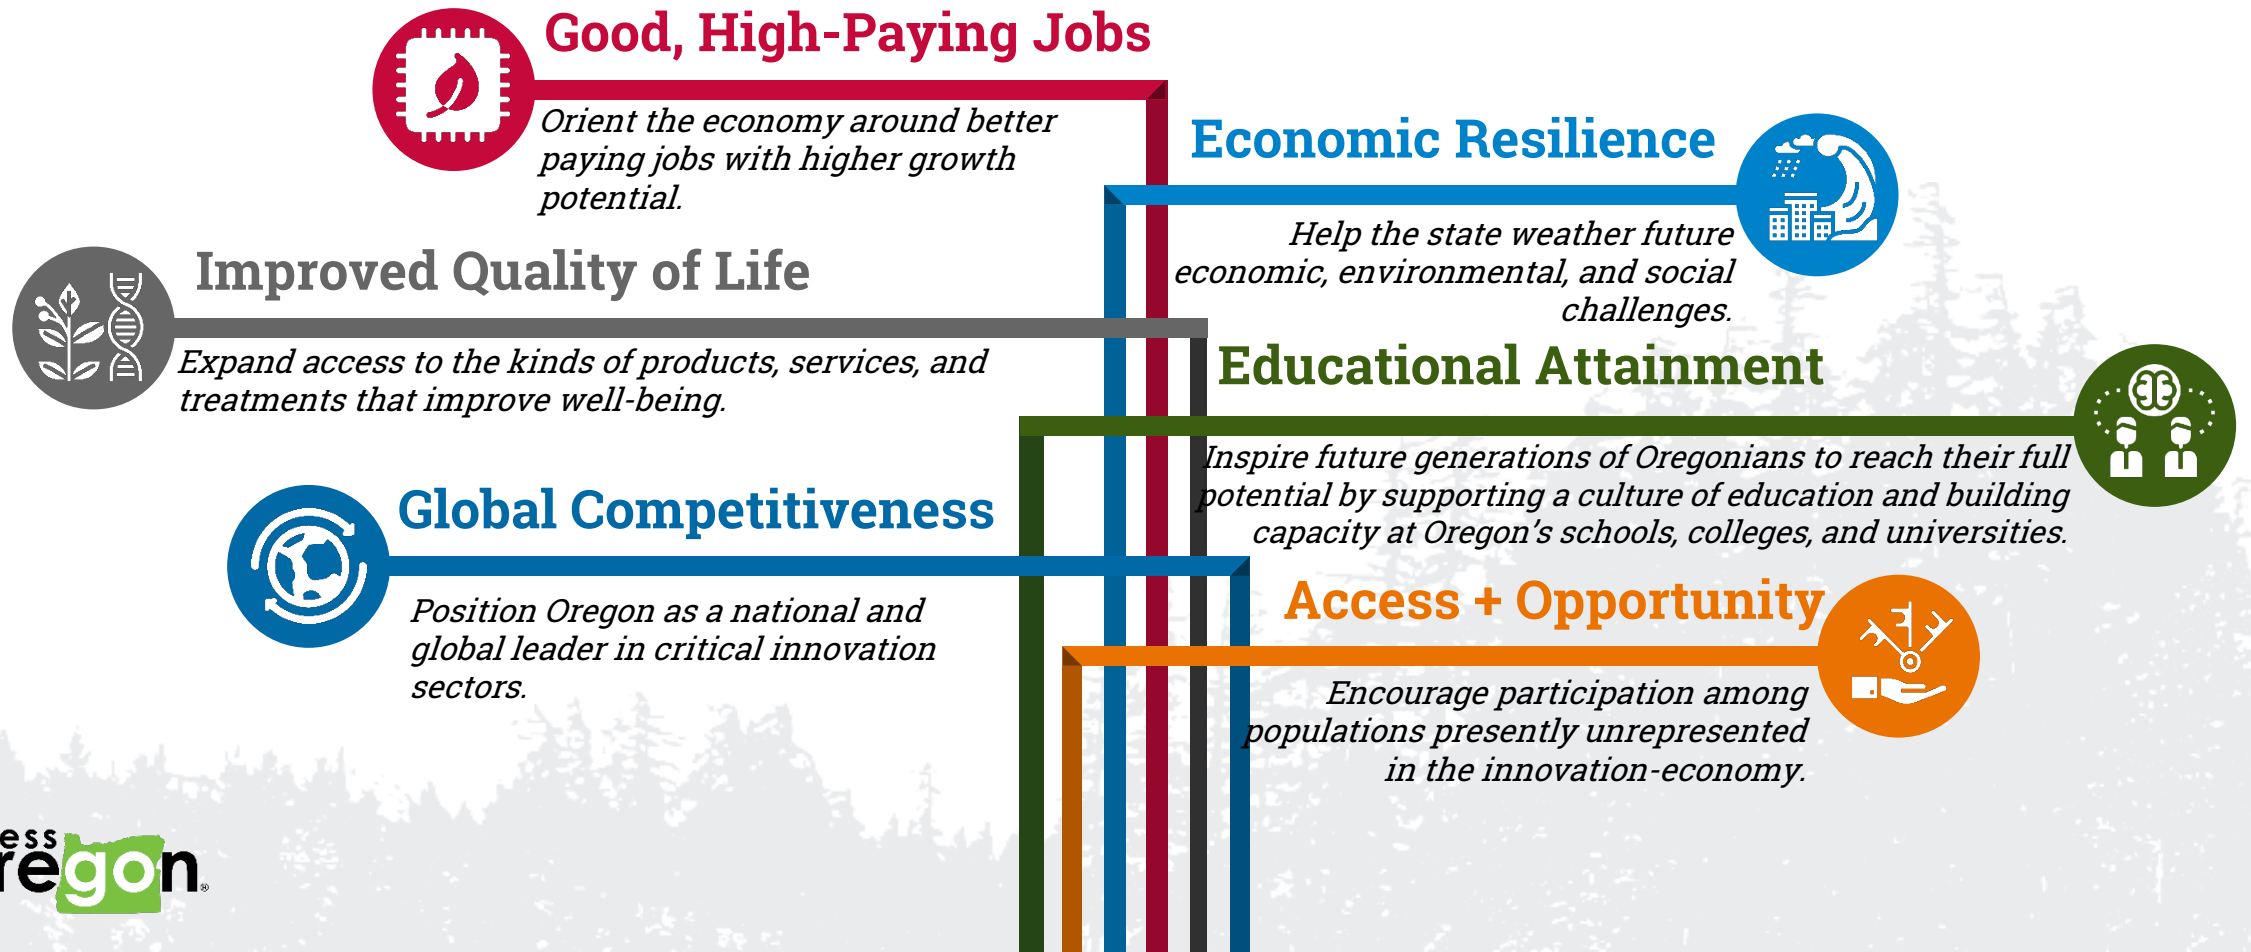 Good, High-Paying Jobs
Orient the economy around better
paying jobs with higher growth
potential.
Economic Resilience
Help the state weather future
economic, environmental, and social
challenges.
Improved Quality of Life
Expand access to the kinds of products, services, and
treatments that improve well-being.
Educational Attainment
Inspire future generations of Oregonians to reach their full
potential by supporting a culture of education and building
capacity at Oregon's schools, colleges, and universities.
Global Competitiveness
Position Oregon as a national and
global leader in critical innovation
sectors.
Access + Opportunity
Encourage participation among
populations presently unrepresented
in the innovation-economy.
ess
regon®